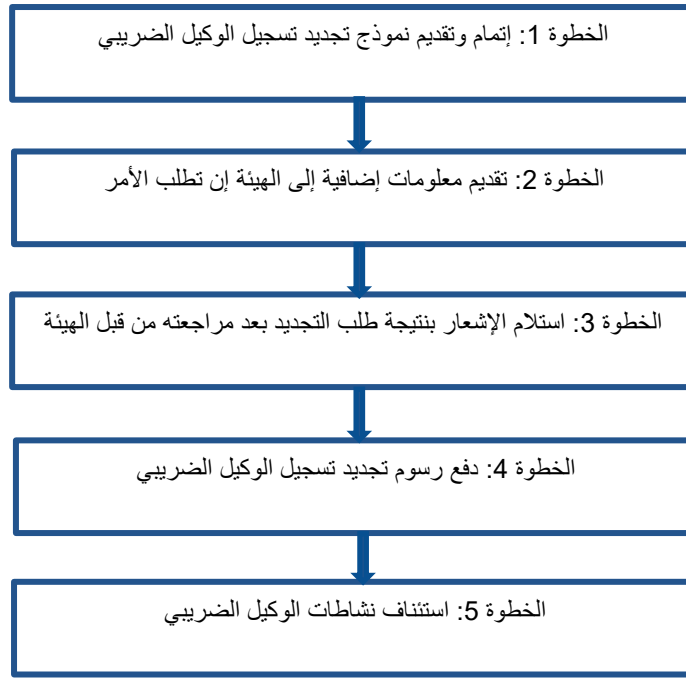 الخطوة 1: إتمام وتقديم نموذج تجديد تسجيل الوكيل الضريبي
الخطوة 2: تقديم معلومات إضافية إلى الهيئة إن تطلب الأمر
الخطوة 3: استلام الإشعار بنتيجة طلب التجديد بعد مراجعته من قبل الهيئة
الخطوة 4: دفع رسوم تجديد تسجيل الوكيل الضريبي
الخطوة 5: استئناف نشاطات الوكيل الضريبي